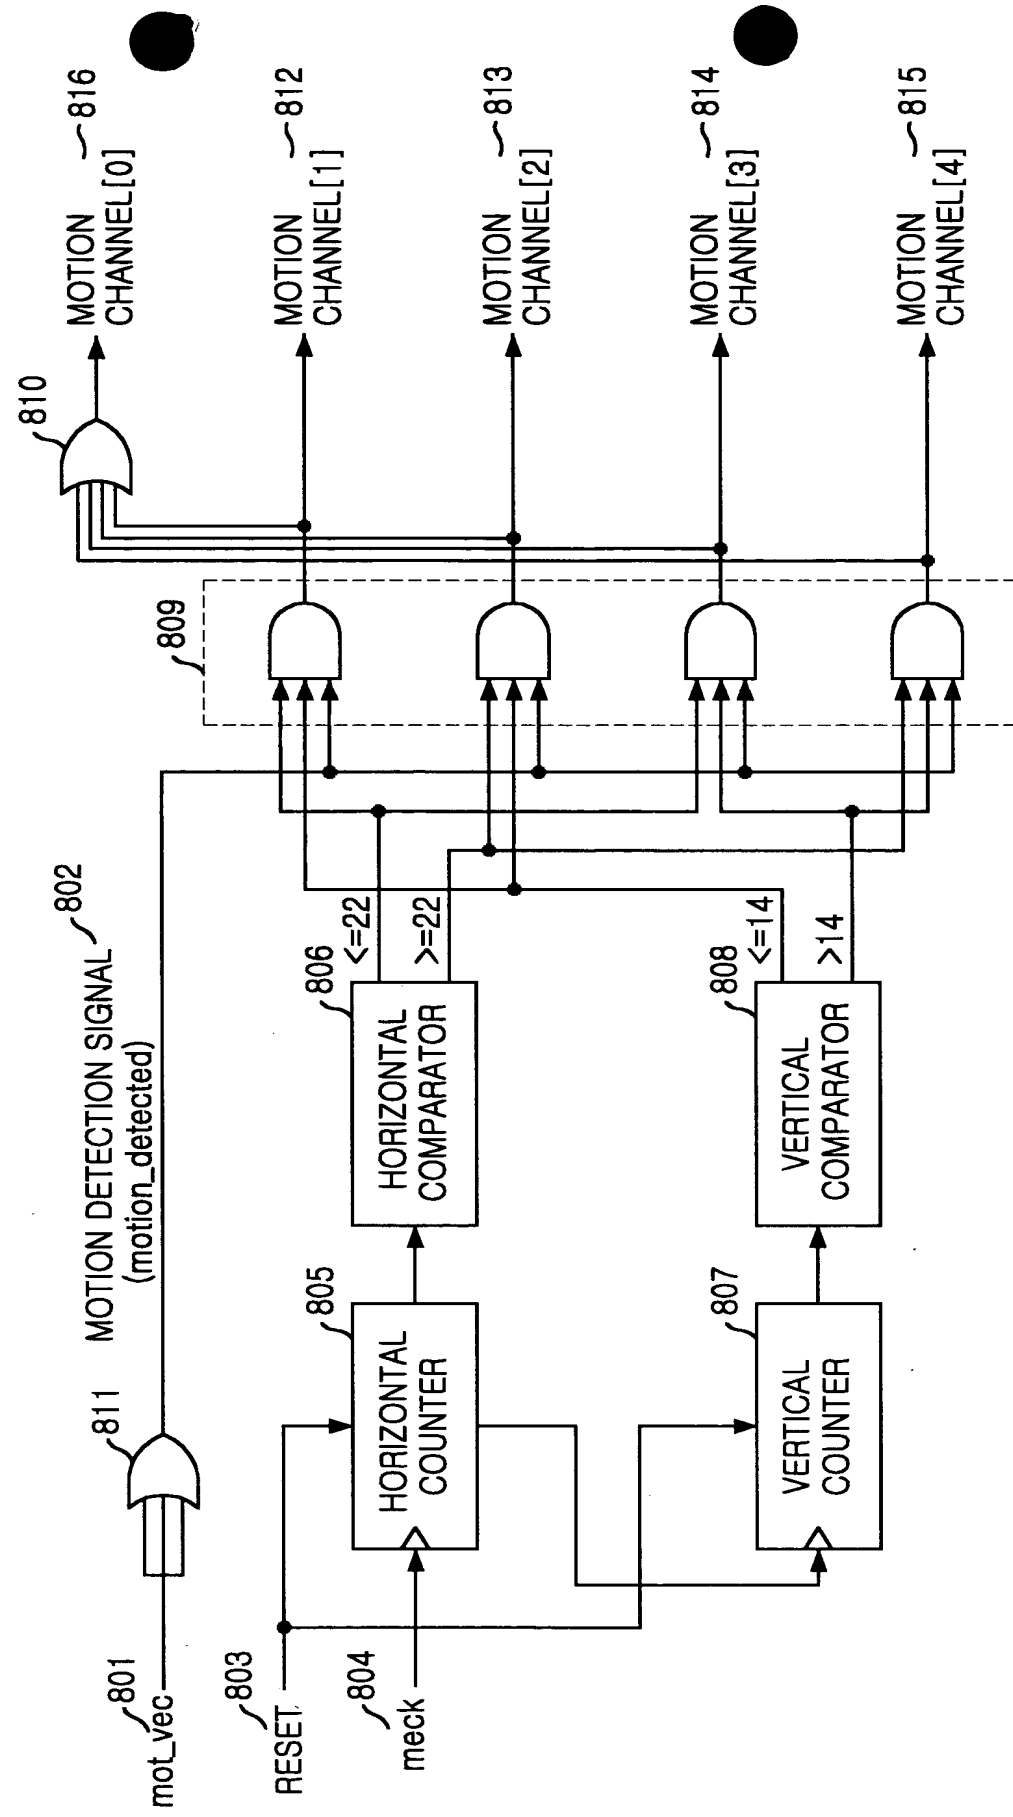 mot_vec
801
811
MOTION DETECTION SIGNAL
(motion_detected)
802
RESET
803
meck
804
HORIZONTAL
COUNTER
805
HORIZONTAL
COMPARATOR
806
<=22
>=22
VERTICAL
COUNTER
807
VERTICAL
COMPARATOR
808
<=14
>14
809
810
MOTION
CHANNEL[0]
816
MOTION
CHANNEL[1]
812
MOTION
CHANNEL[2]
813
MOTION
CHANNEL[3]
814
MOTION
CHANNEL[4]
815